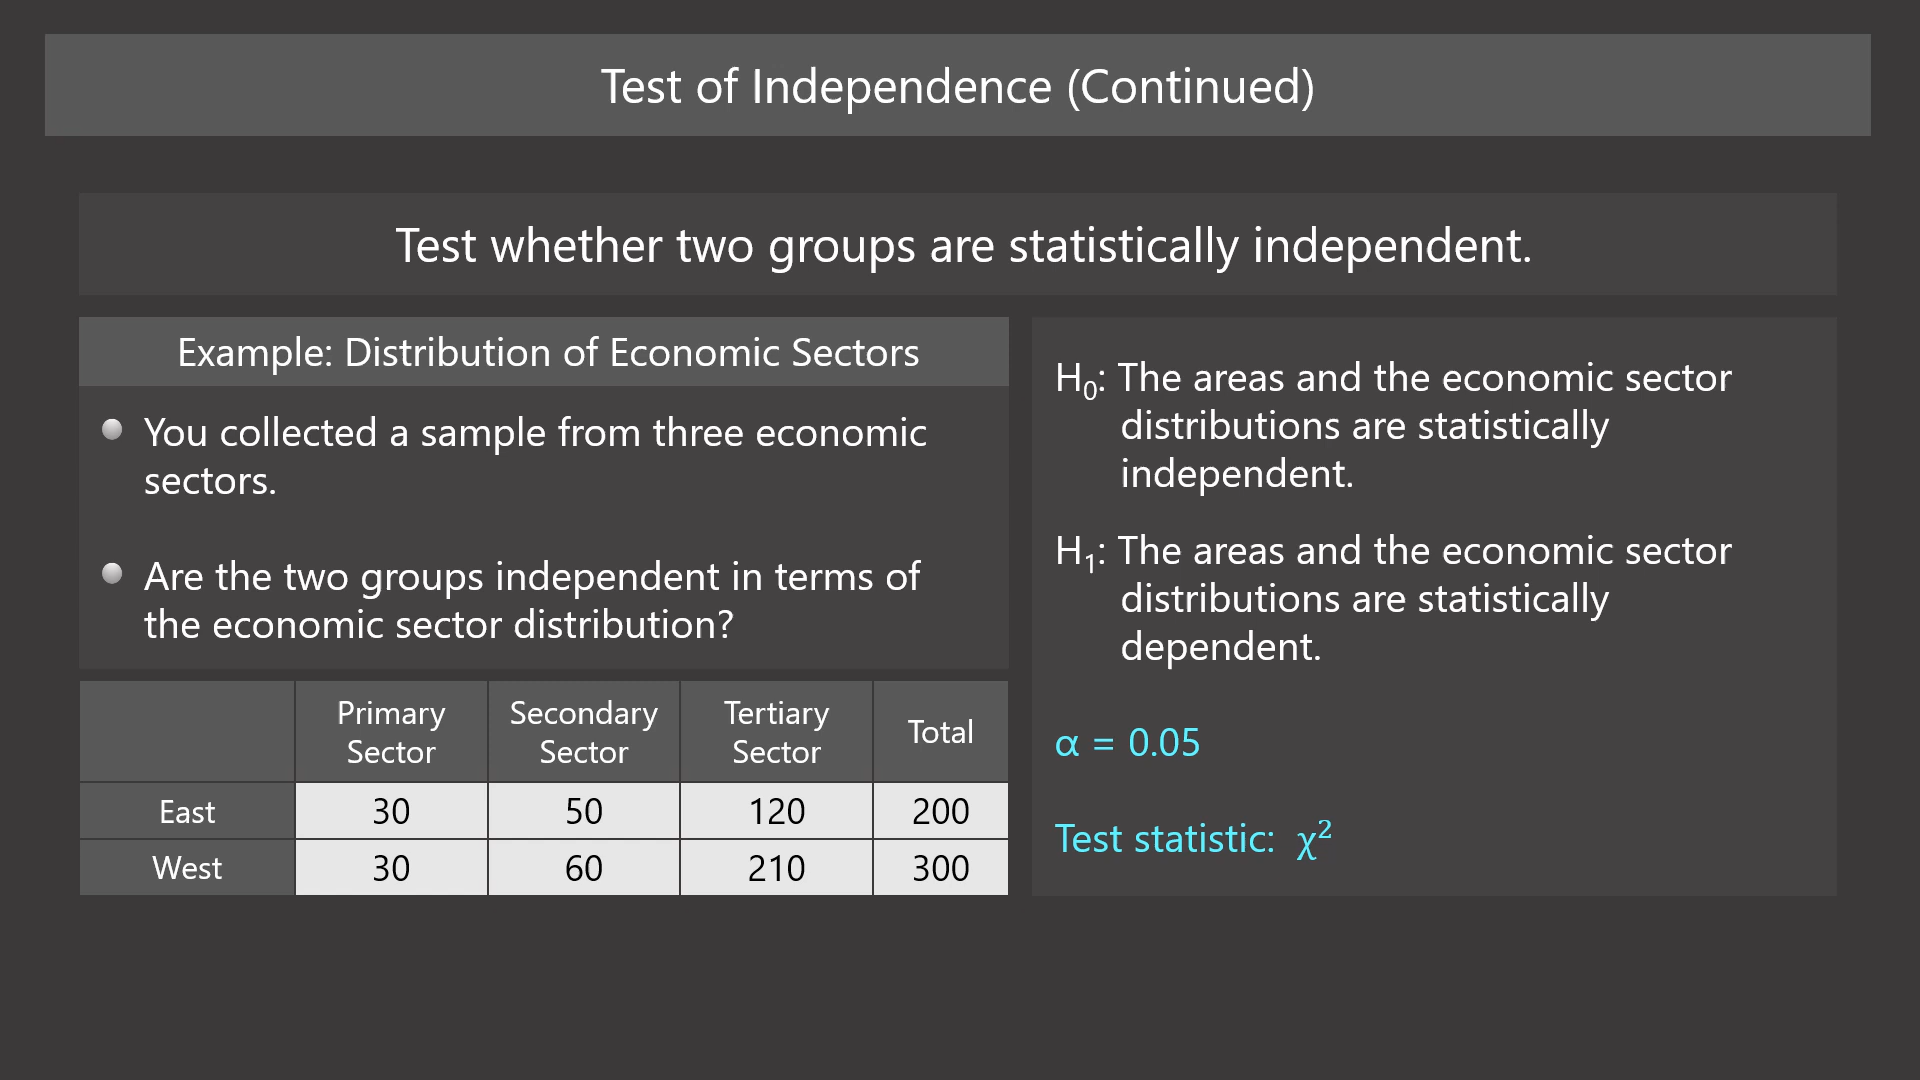 Test of Independence (Continued)
Test whether two groups are statistically independent.
Example: Distribution of Economic Sectors
You collected a sample from three economic
sectors.
Are the two groups independent in terms of
the economic sector distribution?
Primary Sector Secondary Sector Tertiary Sector Total
East 30 50 120 200
West 30 60 210 300
H₀: The areas and the economic sector
distributions are statistically
independent.
H₁: The areas and the economic sector
distributions are statistically
dependent.
α = 0.05
Test statistic: χ²